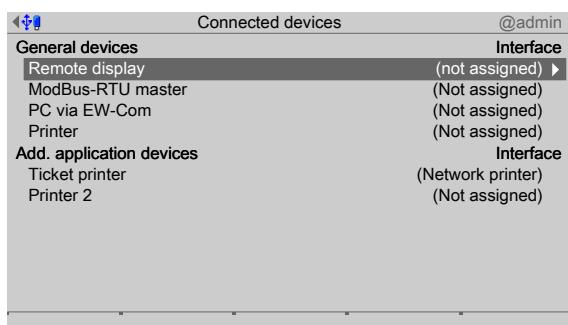 Connected devices @admin
General devices Interface
Remote display (not assigned)
ModBus-RTU master (Not assigned)
PC via EW-Com (Not assigned)
Printer (Not assigned)
Add. application devices Interface
Ticket printer (Network printer)
Printer 2 (Not assigned)